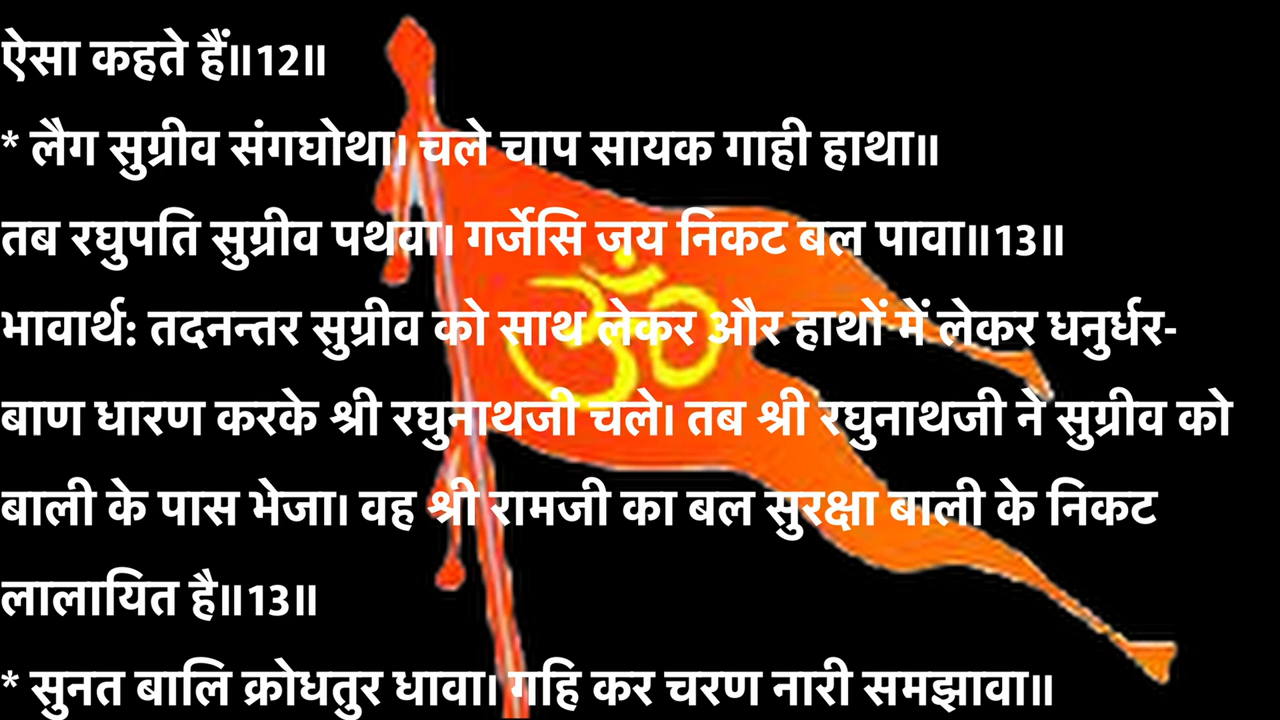 ऐसा कहते हैं॥12॥
* लैग सुग्रीव संगघोथा। चले चाप सायक गाही हाथा॥
तब रघुपति सुग्रीव पथवा। गर्जेसि जय निकट बल पावा॥13॥
भावार्थ: तदनन्तर सुग्रीव को साथ लेकर और हाथों में लेकर धनुर्धर-
बाण धारण करके श्री रघुनाथजी चले। तब श्री रघुनाथजी ने सुग्रीव को
बाली के पास भेजा। वह श्री रामजी का बल सुरक्षा बाली के निकट
लालायित है॥13॥
* सुनत बालि क्रोधतुर धावा। गहि कर चरण नारी समझावा॥
ॐ